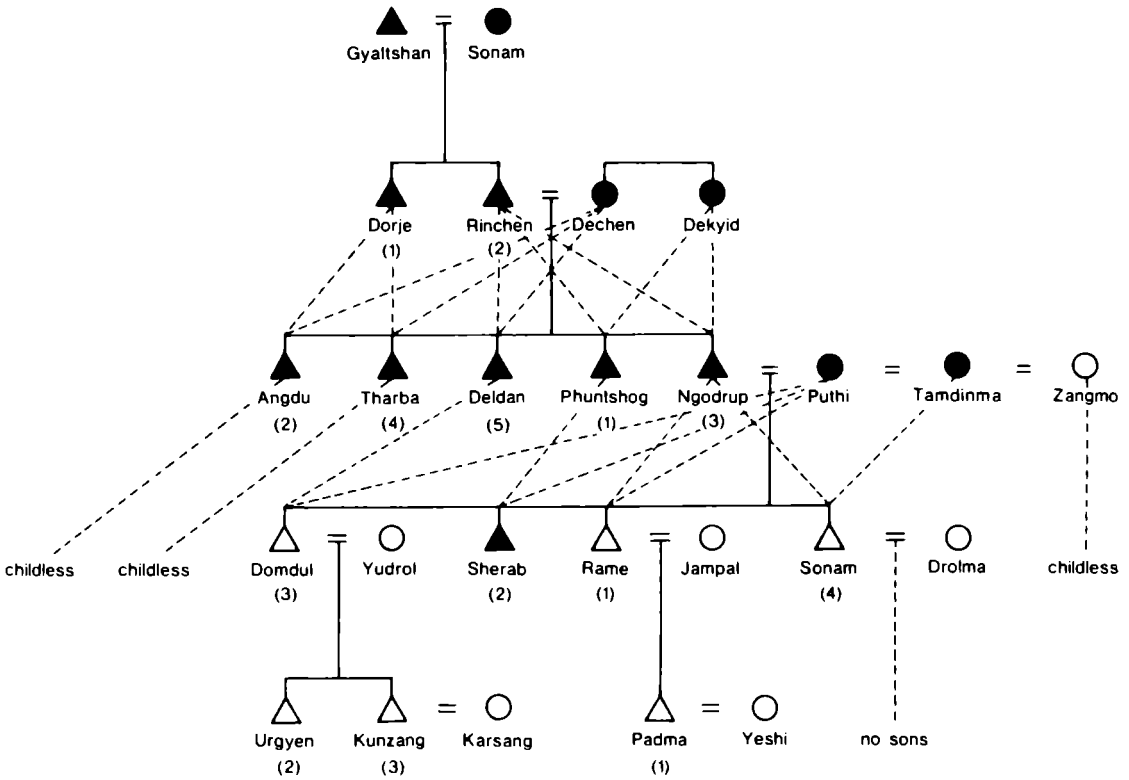 Gyaltshan Sonam
Dorje Rinchen Dechen Dekyid
(1) (2)
Angdu Tharba Deldan Phuntshog Ngodrup Puthi Tamdinma Zangmo
(2) (4) (5) (1) (3)
childless childless Domdul Yudrol Sherab Rame Jampal Sonam Drolma childless
(3) (2) (1) (4)
Urgyen Kunzang Karsang Padma Yeshi no sons
(2) (3) (1)